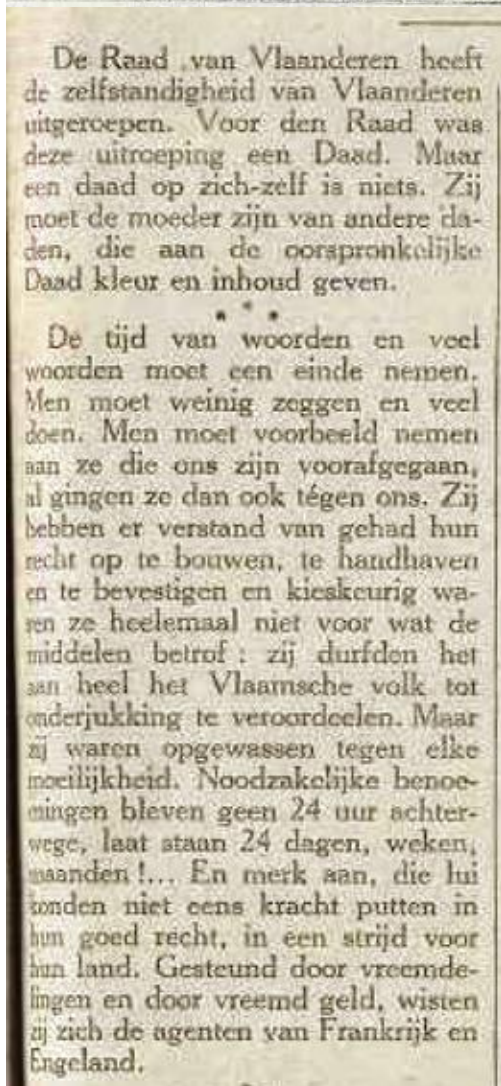 De Raad van Vlaanderen heeft
de zelfstandigheid van Vlaanderen
uitgeroepen. Voor den Raad was
deze uitroeping een Daad. Maar
een daad op zich-zelf is niets. Zij
moet de moeder zijn van andere da-
den, die aan de oorspronkelijke
Daad kleur en inhoud geven.
* * *
De tijd van woorden en veel
woorden moet een einde nemen.
Men moet weinig zeggen en veel
doen. Men moet voorbeeld nemen
aan ze die ons zijn voorafgegaan,
al gingen ze dan ook tégen ons. Zij
hebben er verstand van gehad hun
recht op te bouwen, te handhaven
en te bevestigen en kieskeurig wa-
ren ze heelemaal niet voor wat de
middelen betrof : zij durfden het
aan heel het Vlaamsche volk tot
onderjukking te veroordeelen. Maar
zij waren opgewassen tegen elke
moeilijkheid. Noodzakelijke benoe-
mingen bleven geen 24 uur achter-
wege, laat staan 24 dagen, weken,
maanden !... En merk aan, die lui
konden niet eens kracht putten in
hun goed recht, in een strijd voor
hun land. Gesteund door vreemde-
lingen en door vreemd geld, wisten
zij zich de agenten van Frankrijk en
Engeland.